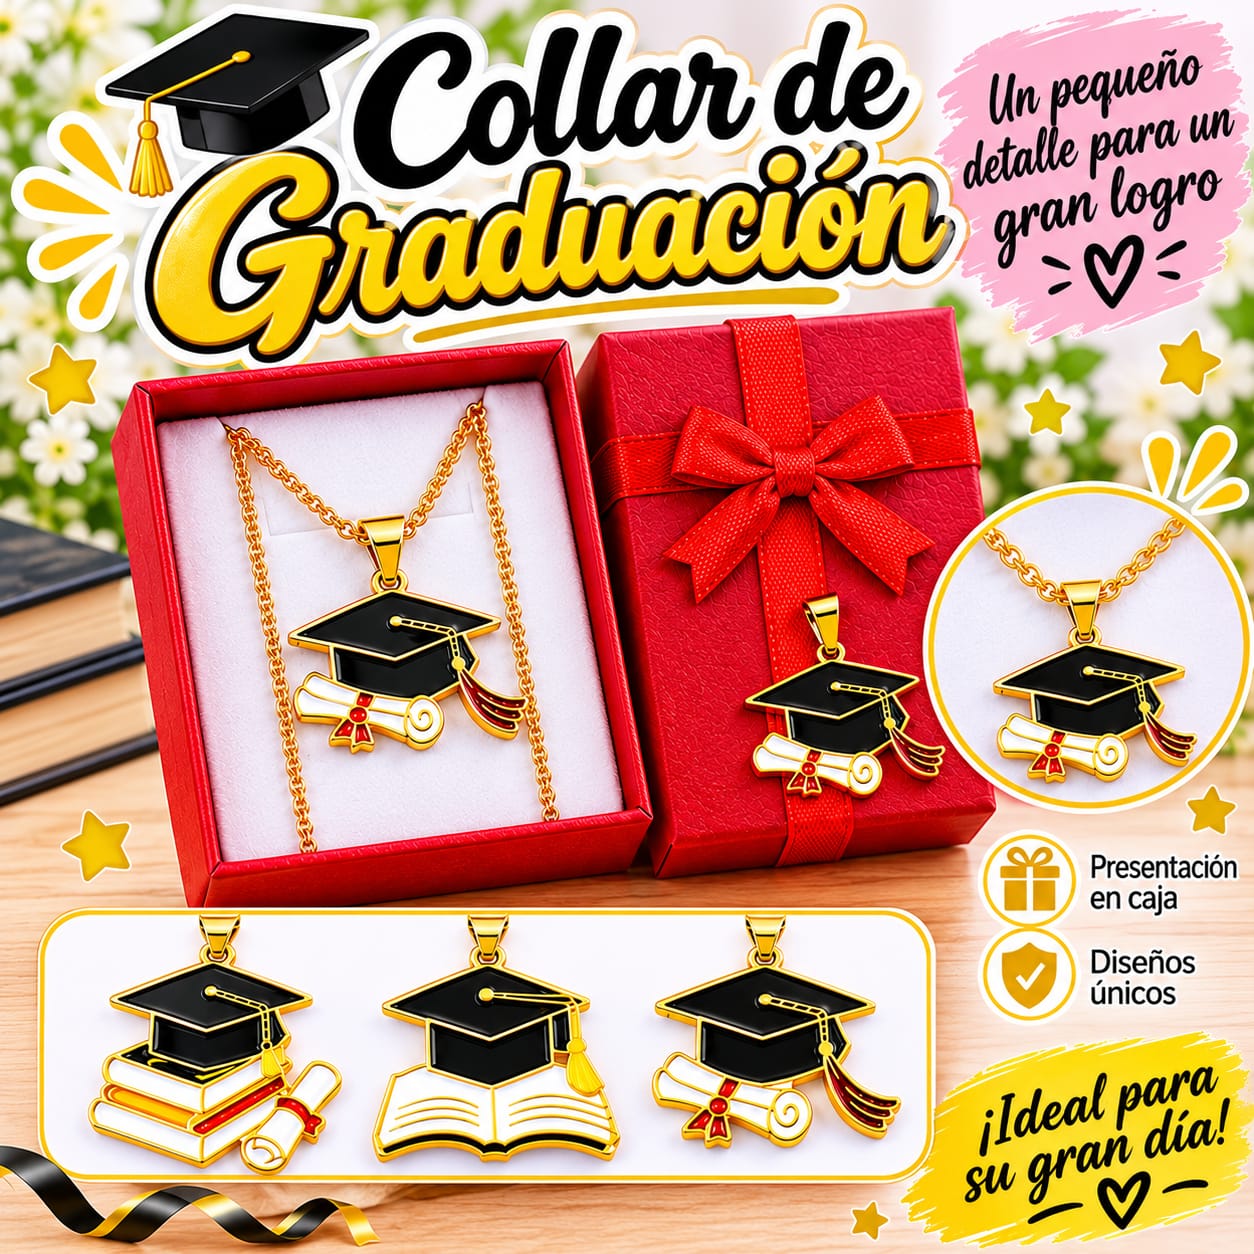 Collar de
Graduación
Un pequeño
detalle para un
gran logro
Presentación
en caja
Diseños
únicos
¡Ideal para
su gran día!